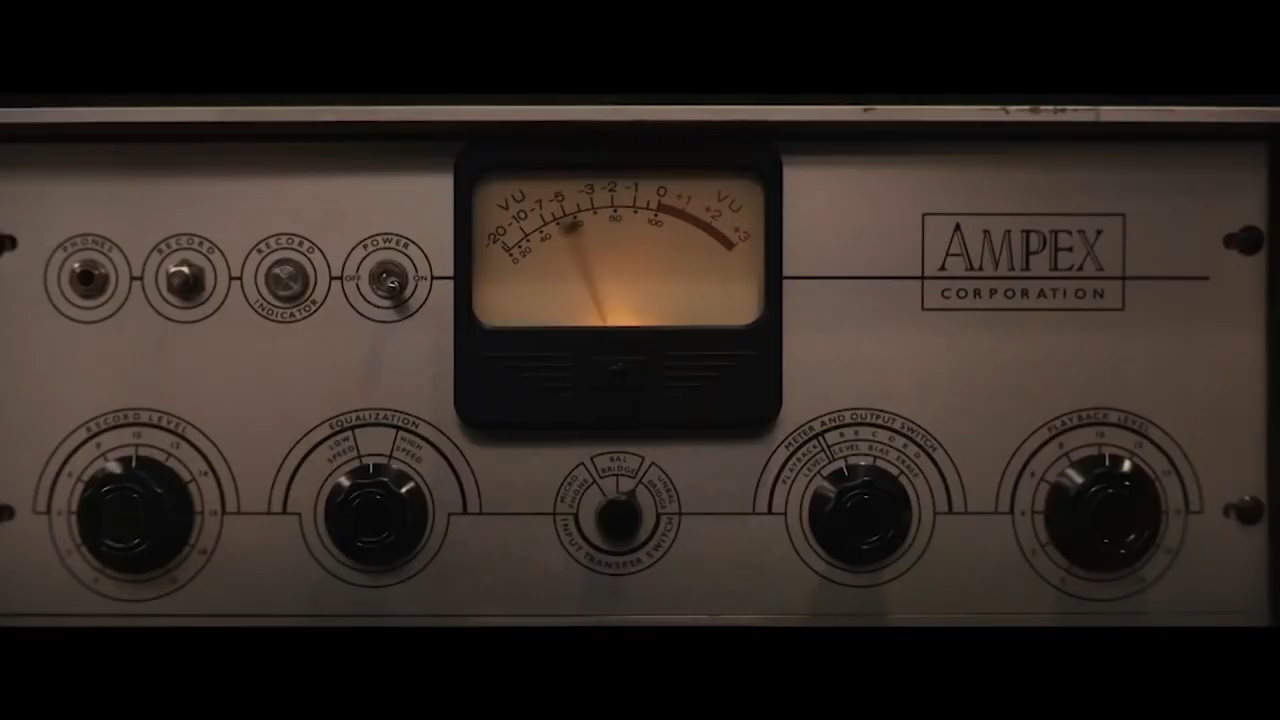 VU VU
-20 -10 -7 -5 -3 -2 -1 0 +1 +2 +3
0 20 40 80 100
PHONES
RECORD
RECORD
INDICATOR
POWER
OFF ON
AMPEX
CORPORATION
RECORD LEVEL
EQUALIZATION
LOW SPEED
HIGH SPEED
MICRO PHONE
BAL BRIDGE
UNBAL BRIDGE
INPUT TRANSFER SWITCH
METER AND OUTPUT SWITCH
RECORD
PLAYBACK LEVEL
LEVEL BIAS ERASE
PLAYBACK LEVEL